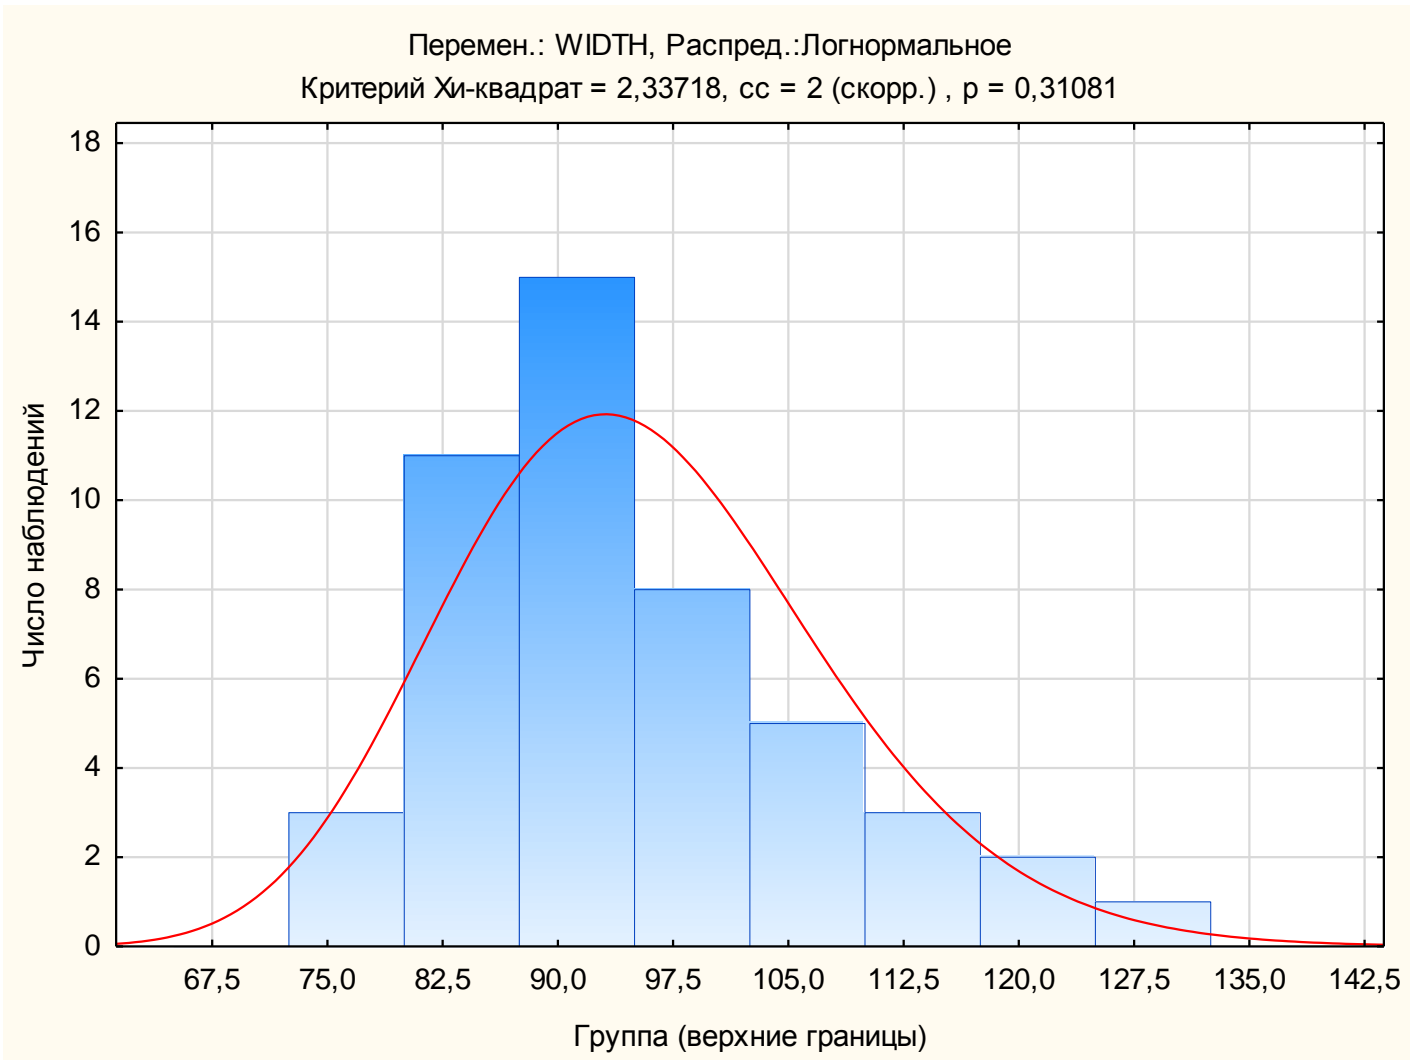 Перемен.: WIDTH, Распред.:Логнормальное
Критерий Хи-квадрат = 2,33718, сс = 2 (скорр.) , p = 0,31081
18
16
14
12
10
8
6
4
2
0
Число наблюдений
67,5 75,0 82,5 90,0 97,5 105,0 112,5 120,0 127,5 135,0 142,5
Группа (верхние границы)